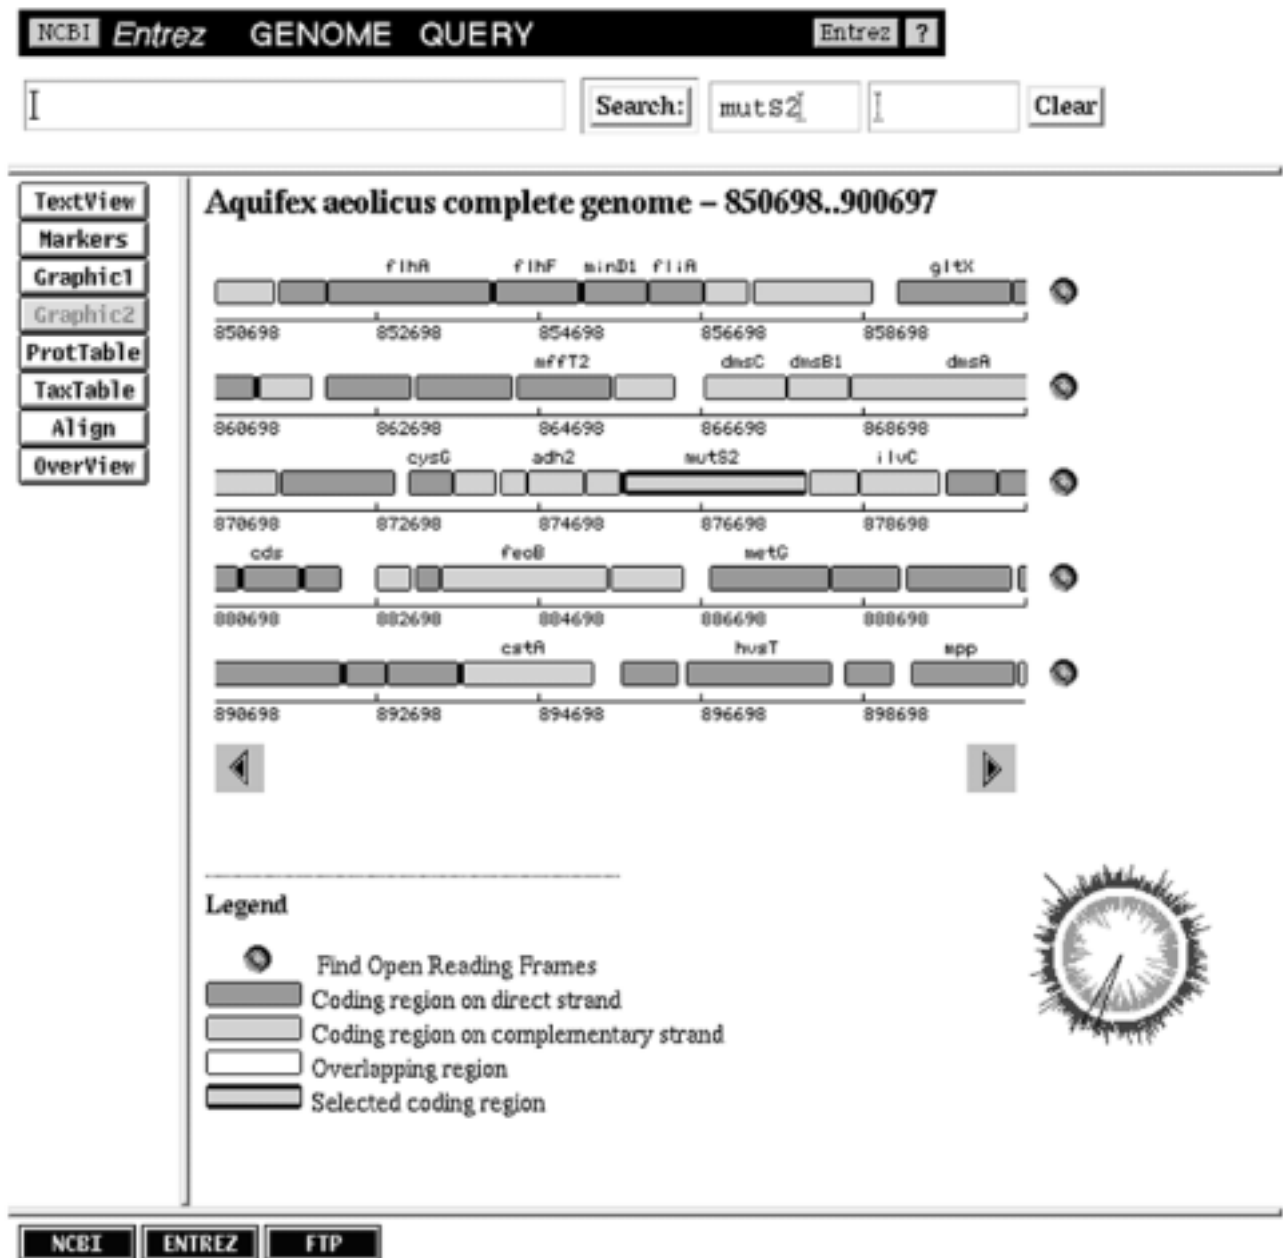 NCBI Entrez GENOME QUERY Entrez ?
Search: mutS2 Clear
TextView
Markers
Graphic1
Graphic2
ProtTable
TaxTable
Align
OverView
Aquifex aeolicus complete genome – 850698..900697
flhA flhF minD1 fliA gltX
850698 852698 854698 856698 858698
mffT2 dmsC dmsB1 dmsA
860698 862698 864698 866698 868698
cysG adh2 mutS2 ilvC
870698 872698 874698 876698 878698
cds feoB metG
880698 882698 884698 886698 888698
cstA hvsT mpp
890698 892698 894698 896698 898698
Legend
Find Open Reading Frames
Coding region on direct strand
Coding region on complementary strand
Overlapping region
Selected coding region
NCBI ENTREZ FTP